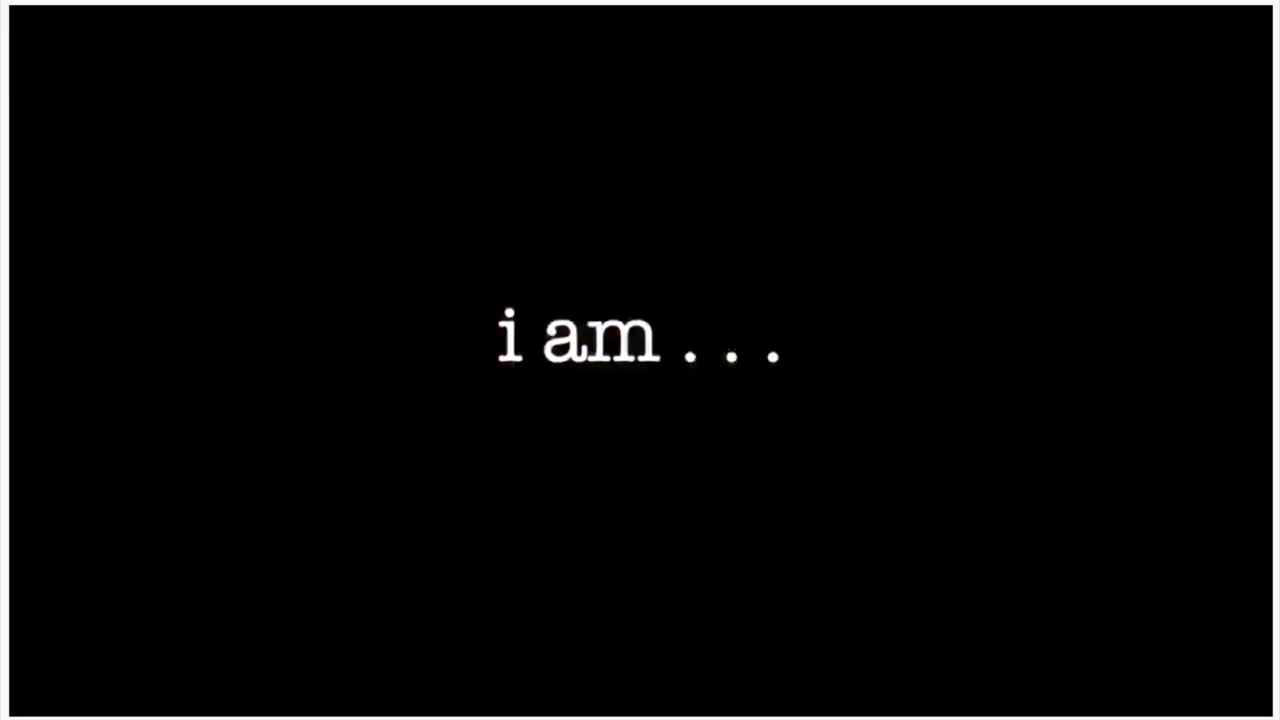 i am . . .